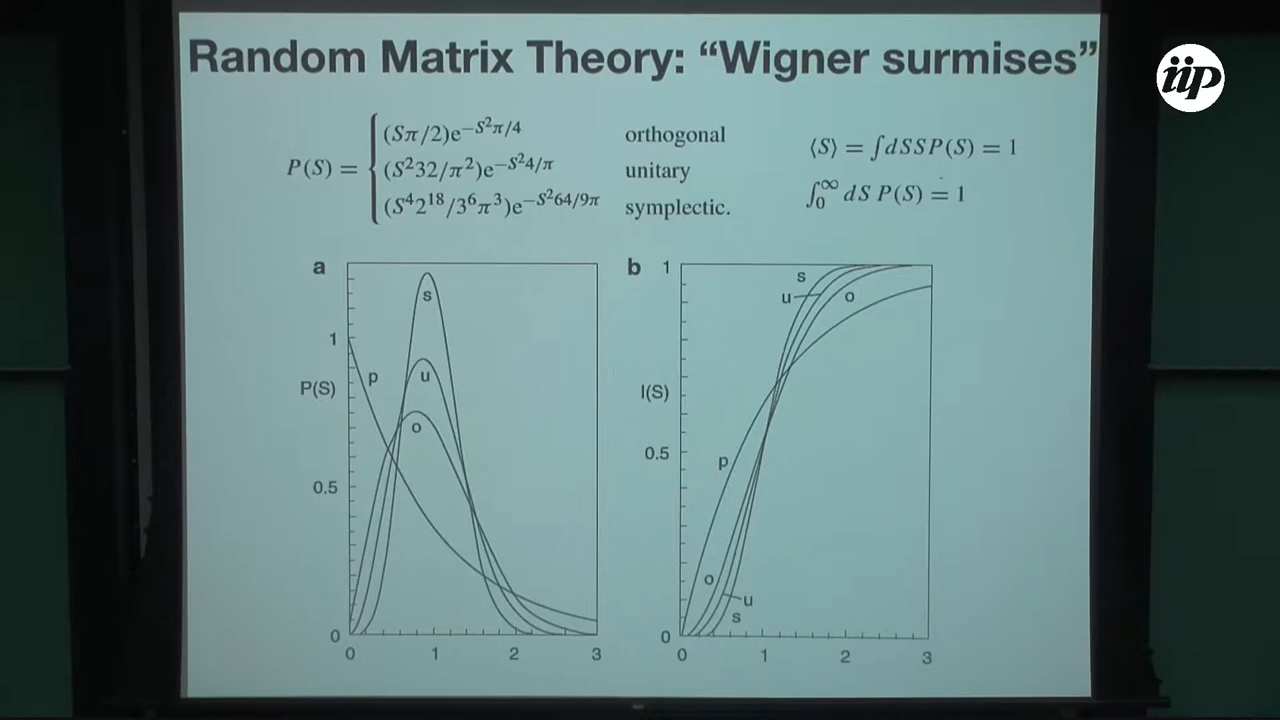 Random Matrix Theory: “Wigner surmises”
iip
P(S) = { (Sπ/2)e^{−S²π/4} orthogonal
(S²32/π²)e^{−S²4/π} unitary
(S⁴2¹⁸/3⁶π³)e^{−S²64/9π} symplectic.
⟨S⟩ = ∫dSSP(S) = 1
∫₀^∞ dS P(S) = 1
a
s
1
p
u
P(S)
o
0.5
0
0 1 2 3
b
1
s
u
o
I(S)
0.5
p
o
u
s
0
0 1 2 3